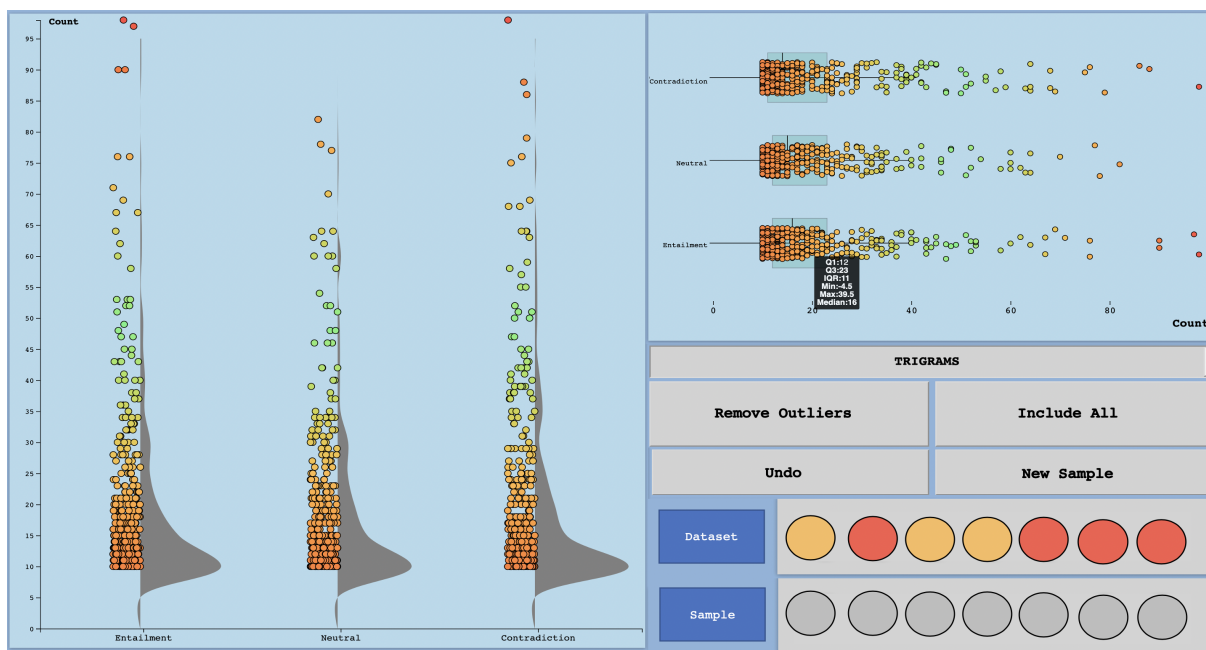 Count
95
90
85
80
75
70
65
60
55
50
45
40
35
30
25
20
15
10
5
0
Entailment
Neutral
Contradiction
Contradiction
Neutral
Entailment
Q1:12
Q3:23
IQR:11
Min:-4.5
Max:39.5
Median:16
0
20
40
60
80
Count
TRIGRAMS
Remove Outliers
Include All
Undo
New Sample
Dataset
Sample